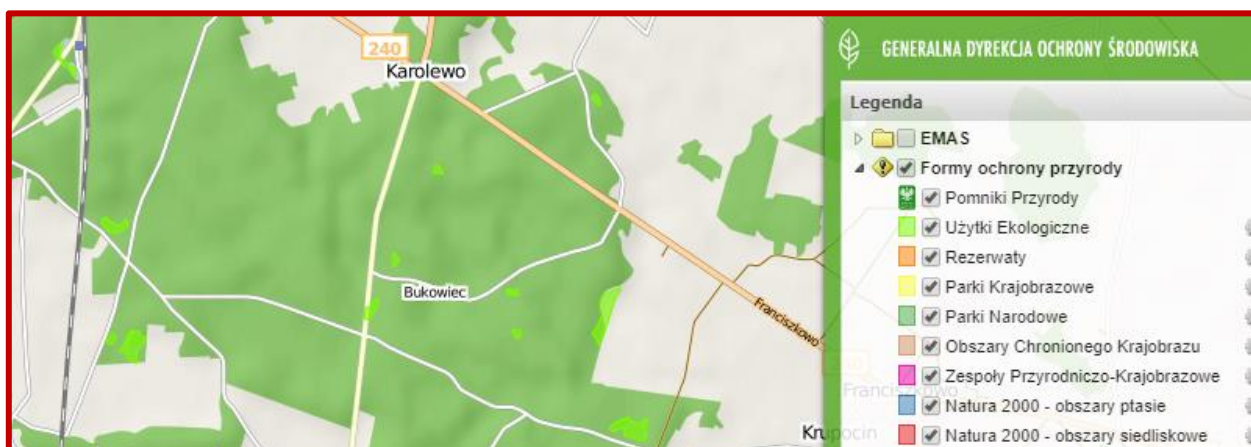 240
Karolewo
Bukowiec
Franciszkowo
Krupocin
Franciszkowo
GENERALNA DYREKCJA OCHRONY ŚRODOWISKA
Legenda
EMAS
Formy ochrony przyrody
Pomniki Przyrody
Użytki Ekologiczne
Rezerwaty
Parki Krajobrazowe
Parki Narodowe
Obszary Chronionego Krajobrazu
Zespoły Przyrodniczo-Krajobrazowe
Natura 2000 - obszary ptasie
Natura 2000 - obszary siedliskowe